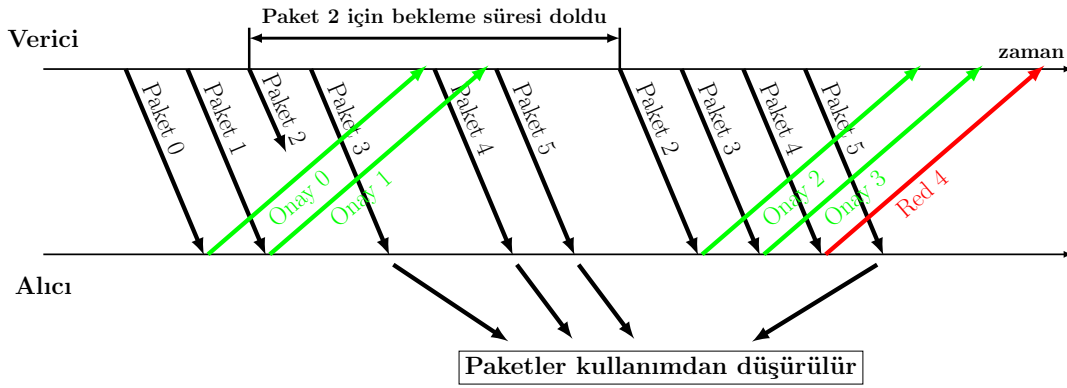 Paket 2 için bekleme süresi doldu
Verici
zaman
Paket 0
Paket 1
Paket 2
Paket 3
Paket 4
Paket 5
Paket 2
Paket 3
Paket 4
Paket 5
Onay 0
Onay 1
Onay 2
Onay 3
Red 4
Alıcı
Paketler kullanımdan düşürülür